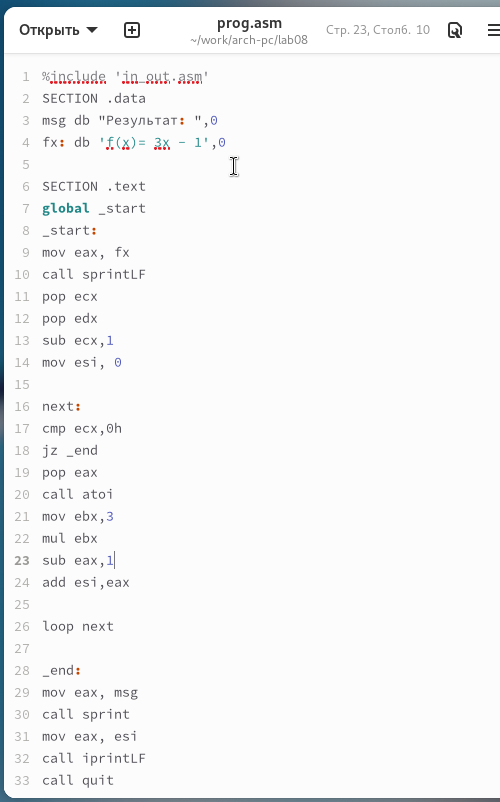 Открыть
prog.asm
~/work/arch-pc/lab08
Стр. 23, Столб. 10
1 %include 'in_out.asm'
2 SECTION .data
3 msg db "Результат: ",0
4 fx: db 'f(x)= 3x - 1',0
5
6 SECTION .text
7 global _start
8 _start:
9 mov eax, fx
10 call sprintLF
11 pop ecx
12 pop edx
13 sub ecx,1
14 mov esi, 0
15
16 next:
17 cmp ecx,0h
18 jz _end
19 pop eax
20 call atoi
21 mov ebx,3
22 mul ebx
23 sub eax,1
24 add esi,eax
25
26 loop next
27
28 _end:
29 mov eax, msg
30 call sprint
31 mov eax, esi
32 call iprintLF
33 call quit